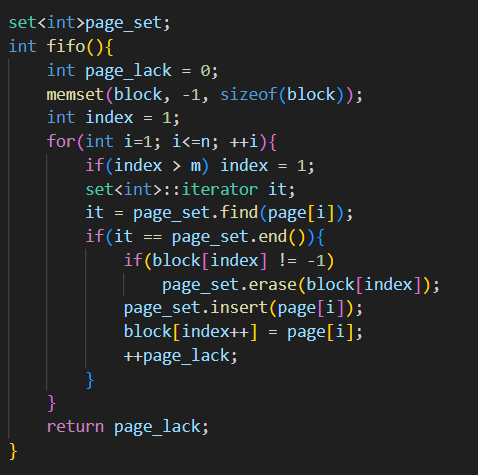 set<int>page_set;
int fifo(){
    int page_lack = 0;
    memset(block, -1, sizeof(block));
    int index = 1;
    for(int i=1; i<=n; ++i){
        if(index > m) index = 1;
        set<int>::iterator it;
        it = page_set.find(page[i]);
        if(it == page_set.end()){
            if(block[index] != -1)
                page_set.erase(block[index]);
            page_set.insert(page[i]);
            block[index++] = page[i];
            ++page_lack;
        }
    }
    return page_lack;
}